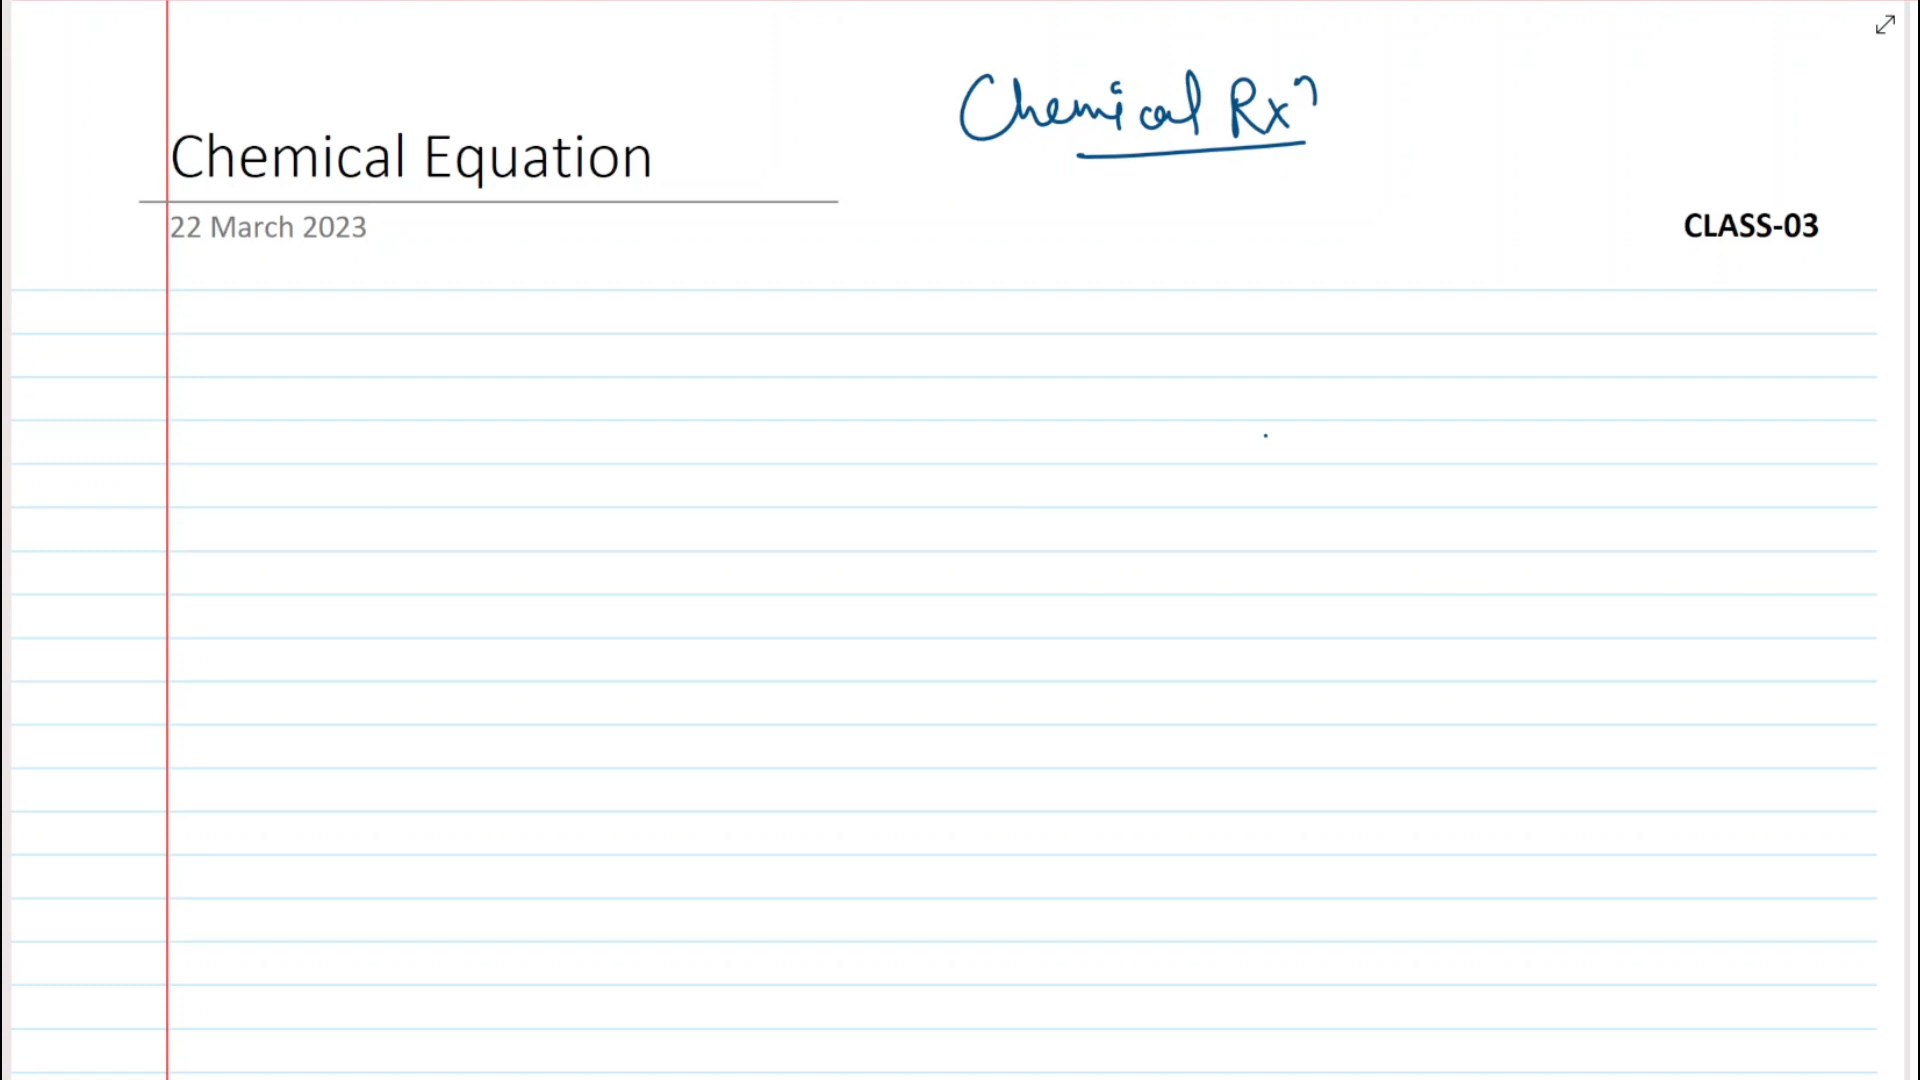 Chemical Rxⁿ
Chemical Equation
22 March 2023
CLASS-03